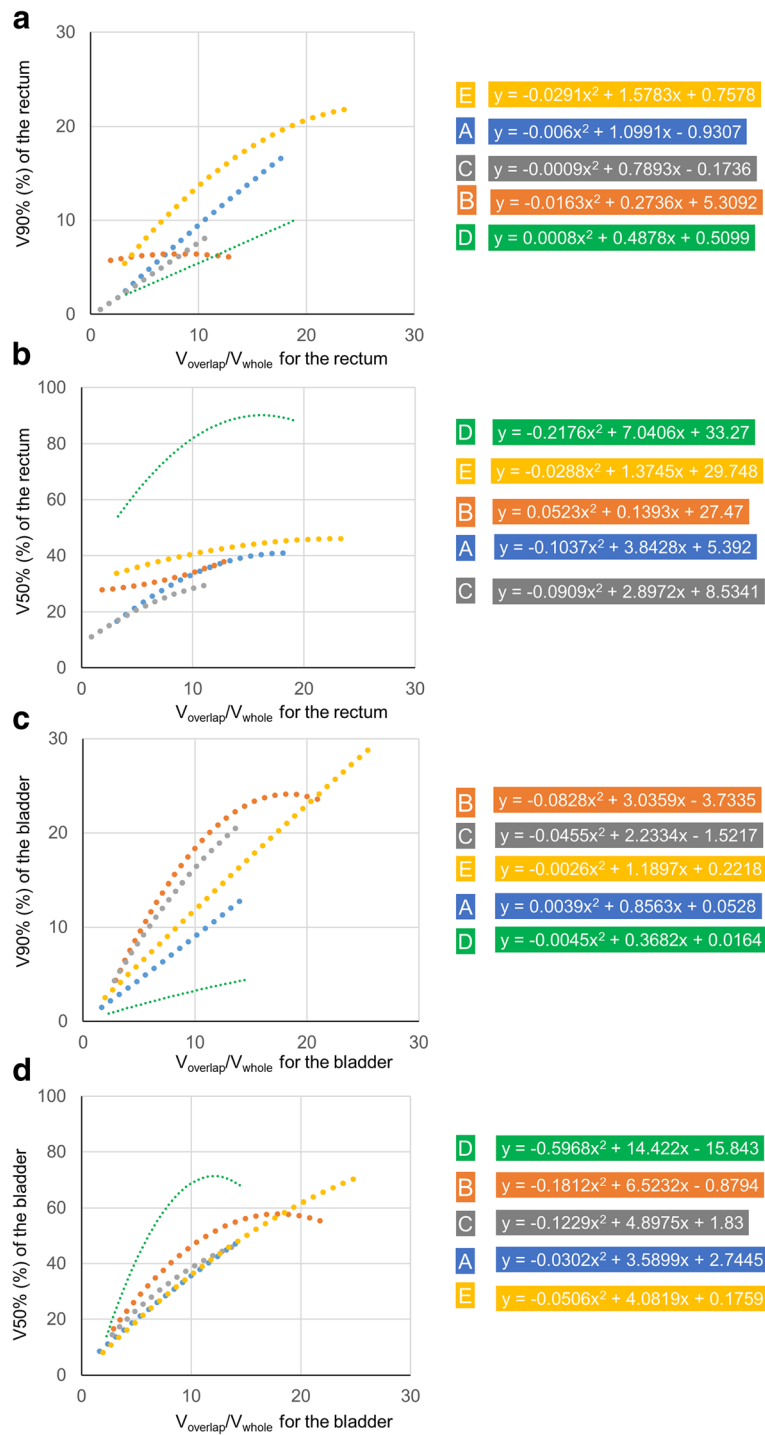 a
V90% (%) of the rectum
30
20
10
0
0 10 20 30
Voverlap/Vwhole for the rectum
E y = -0.0291x² + 1.5783x + 0.7578
A y = -0.006x² + 1.0991x - 0.9307
C y = -0.0009x² + 0.7893x - 0.1736
B y = -0.0163x² + 0.2736x + 5.3092
D y = 0.0008x² + 0.4878x + 0.5099
b
V50% (%) of the rectum
100
80
60
40
20
0
0 10 20 30
Voverlap/Vwhole for the rectum
D y = -0.2176x² + 7.0406x + 33.27
E y = -0.0288x² + 1.3745x + 29.748
B y = 0.0523x² + 0.1393x + 27.47
A y = -0.1037x² + 3.8428x + 5.392
C y = -0.0909x² + 2.8972x + 8.5341
c
V90% (%) of the bladder
30
20
10
0
0 10 20 30
Voverlap/Vwhole for the bladder
B y = -0.0828x² + 3.0359x - 3.7335
C y = -0.0455x² + 2.2334x - 1.5217
E y = -0.0026x² + 1.1897x + 0.2218
A y = 0.0039x² + 0.8563x + 0.0528
D y = -0.0045x² + 0.3682x + 0.0164
d
V50% (%) of the bladder
100
80
60
40
20
0
0 10 20 30
Voverlap/Vwhole for the bladder
D y = -0.5968x² + 14.422x - 15.843
B y = -0.1812x² + 6.5232x - 0.8794
C y = -0.1229x² + 4.8975x + 1.83
A y = -0.0302x² + 3.5899x + 2.7445
E y = -0.0506x² + 4.0819x + 0.1759